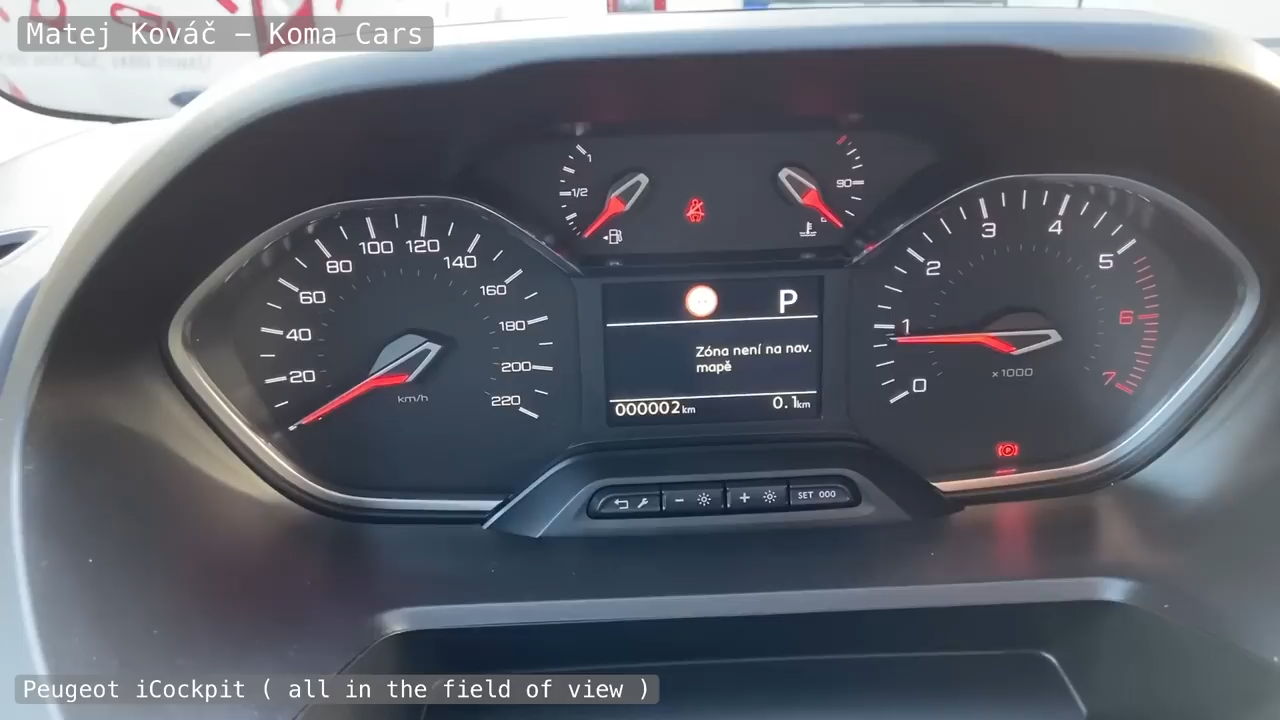 Matej Kováč – Koma Cars
1
1/2
90
20
40
60
80
100
120
140
160
180
200
220
km/h
P
Zóna není na nav.
mapě
000002 km
0.1km
0
1
2
3
4
5
6
7
x1000
- +
SET 000
Peugeot iCockpit ( all in the field of view )